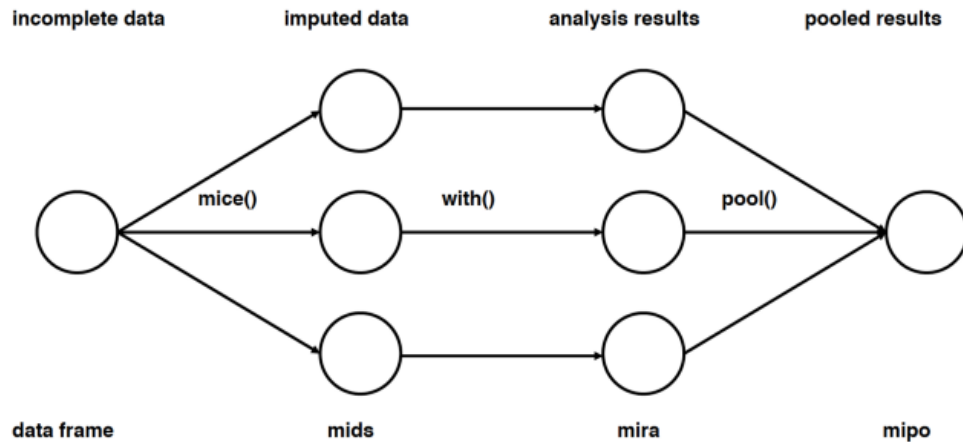 incomplete data imputed data analysis results pooled results
mice() with() pool()
data frame mids mira mipo